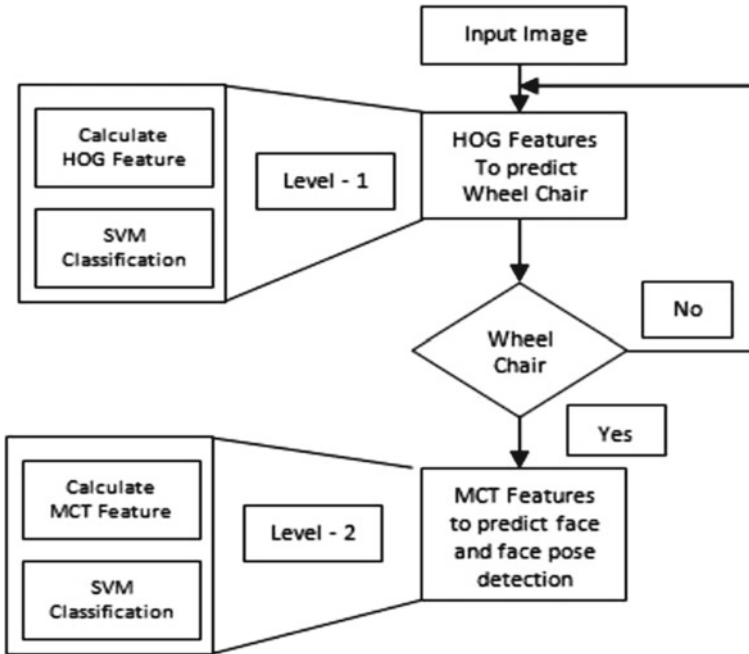 Input Image
Calculate
HOG Feature
SVM
Classification
Level - 1
HOG Features
To predict
Wheel Chair
Wheel
Chair
No
Yes
Calculate
MCT Feature
SVM
Classification
Level - 2
MCT Features
to predict face
and face pose
detection